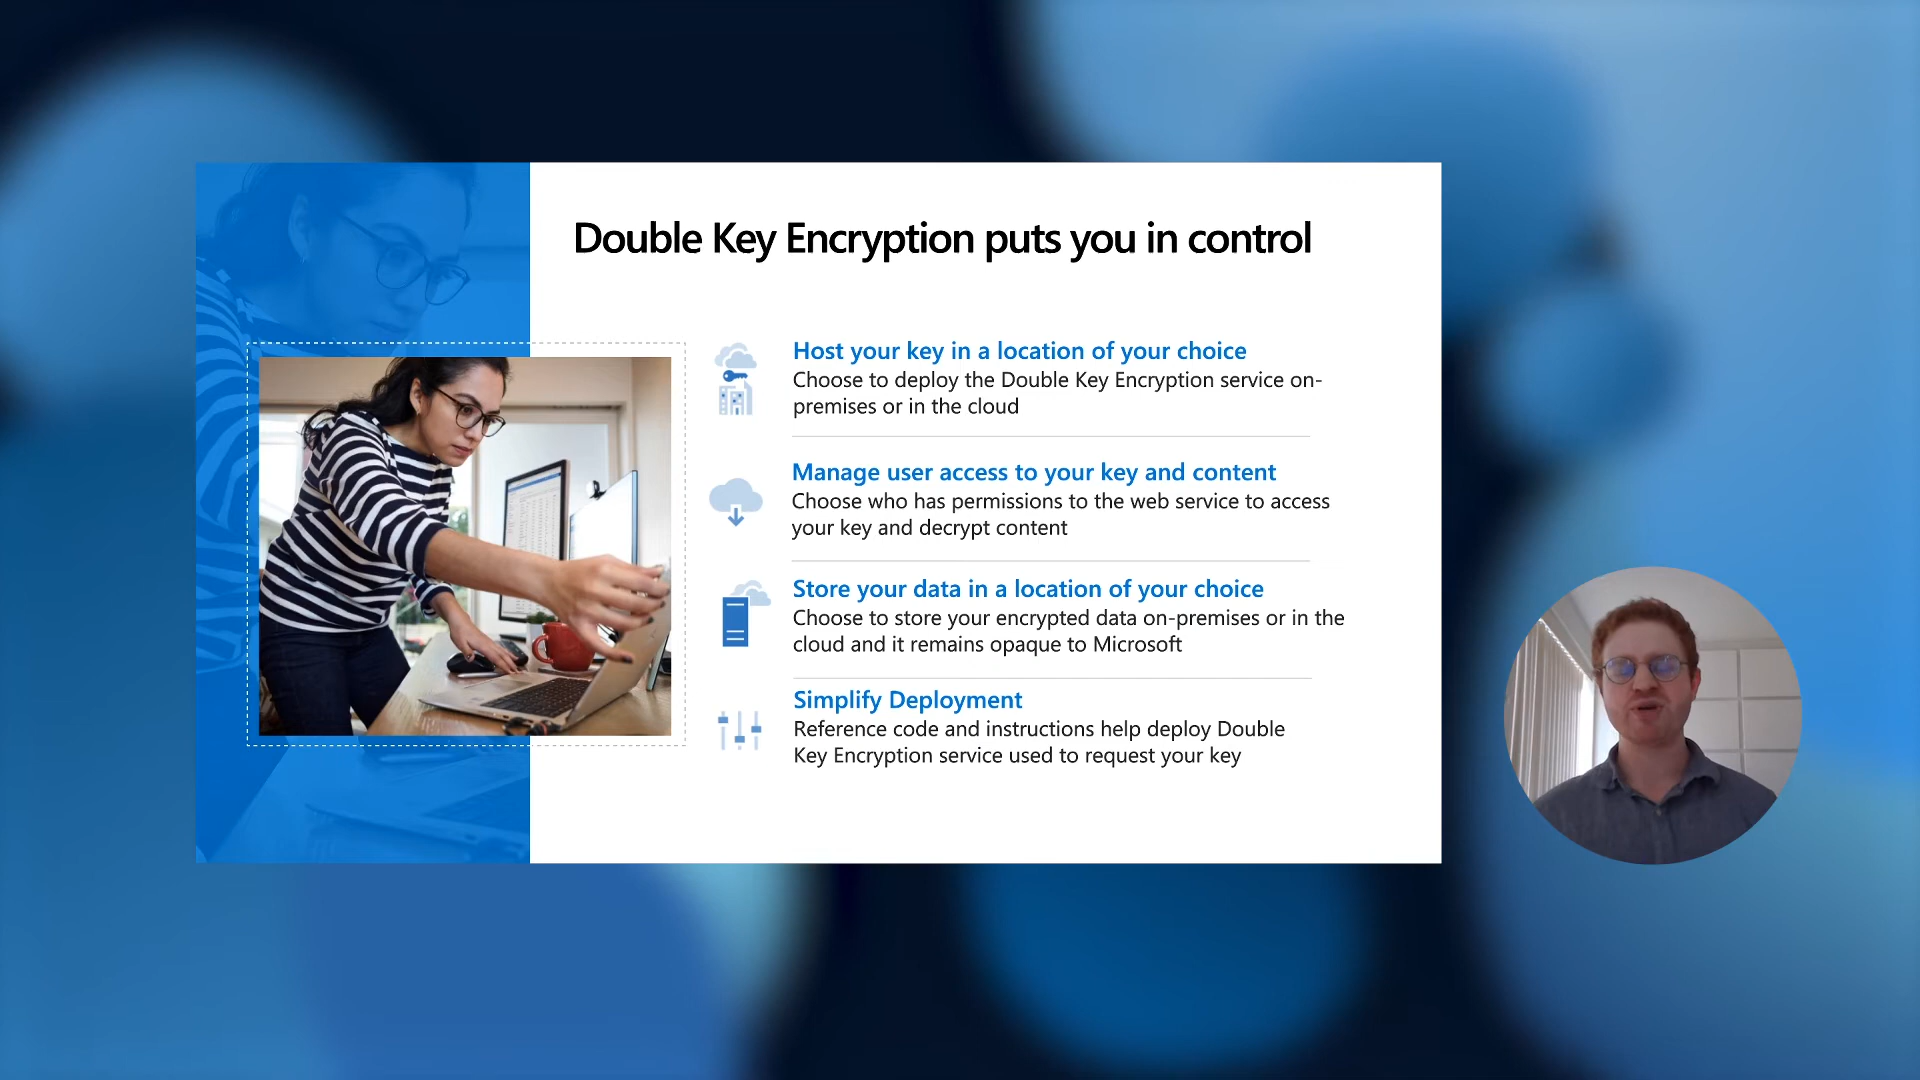 Double Key Encryption puts you in control
Host your key in a location of your choice
Choose to deploy the Double Key Encryption service on-
premises or in the cloud
Manage user access to your key and content
Choose who has permissions to the web service to access
your key and decrypt content
Store your data in a location of your choice
Choose to store your encrypted data on-premises or in the
cloud and it remains opaque to Microsoft
Simplify Deployment
Reference code and instructions help deploy Double
Key Encryption service used to request your key